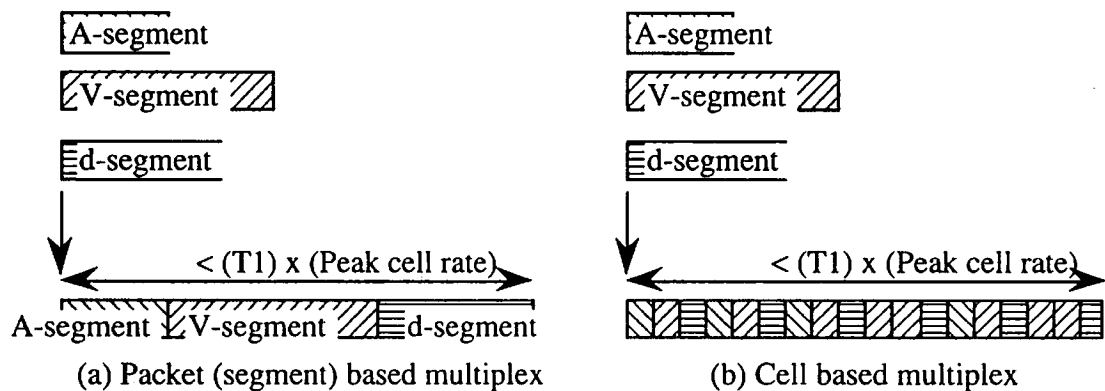 A-segment
V-segment
d-segment
< (T1) x (Peak cell rate)
A-segment V-segment d-segment
(a) Packet (segment) based multiplex
A-segment
V-segment
d-segment
< (T1) x (Peak cell rate)
(b) Cell based multiplex